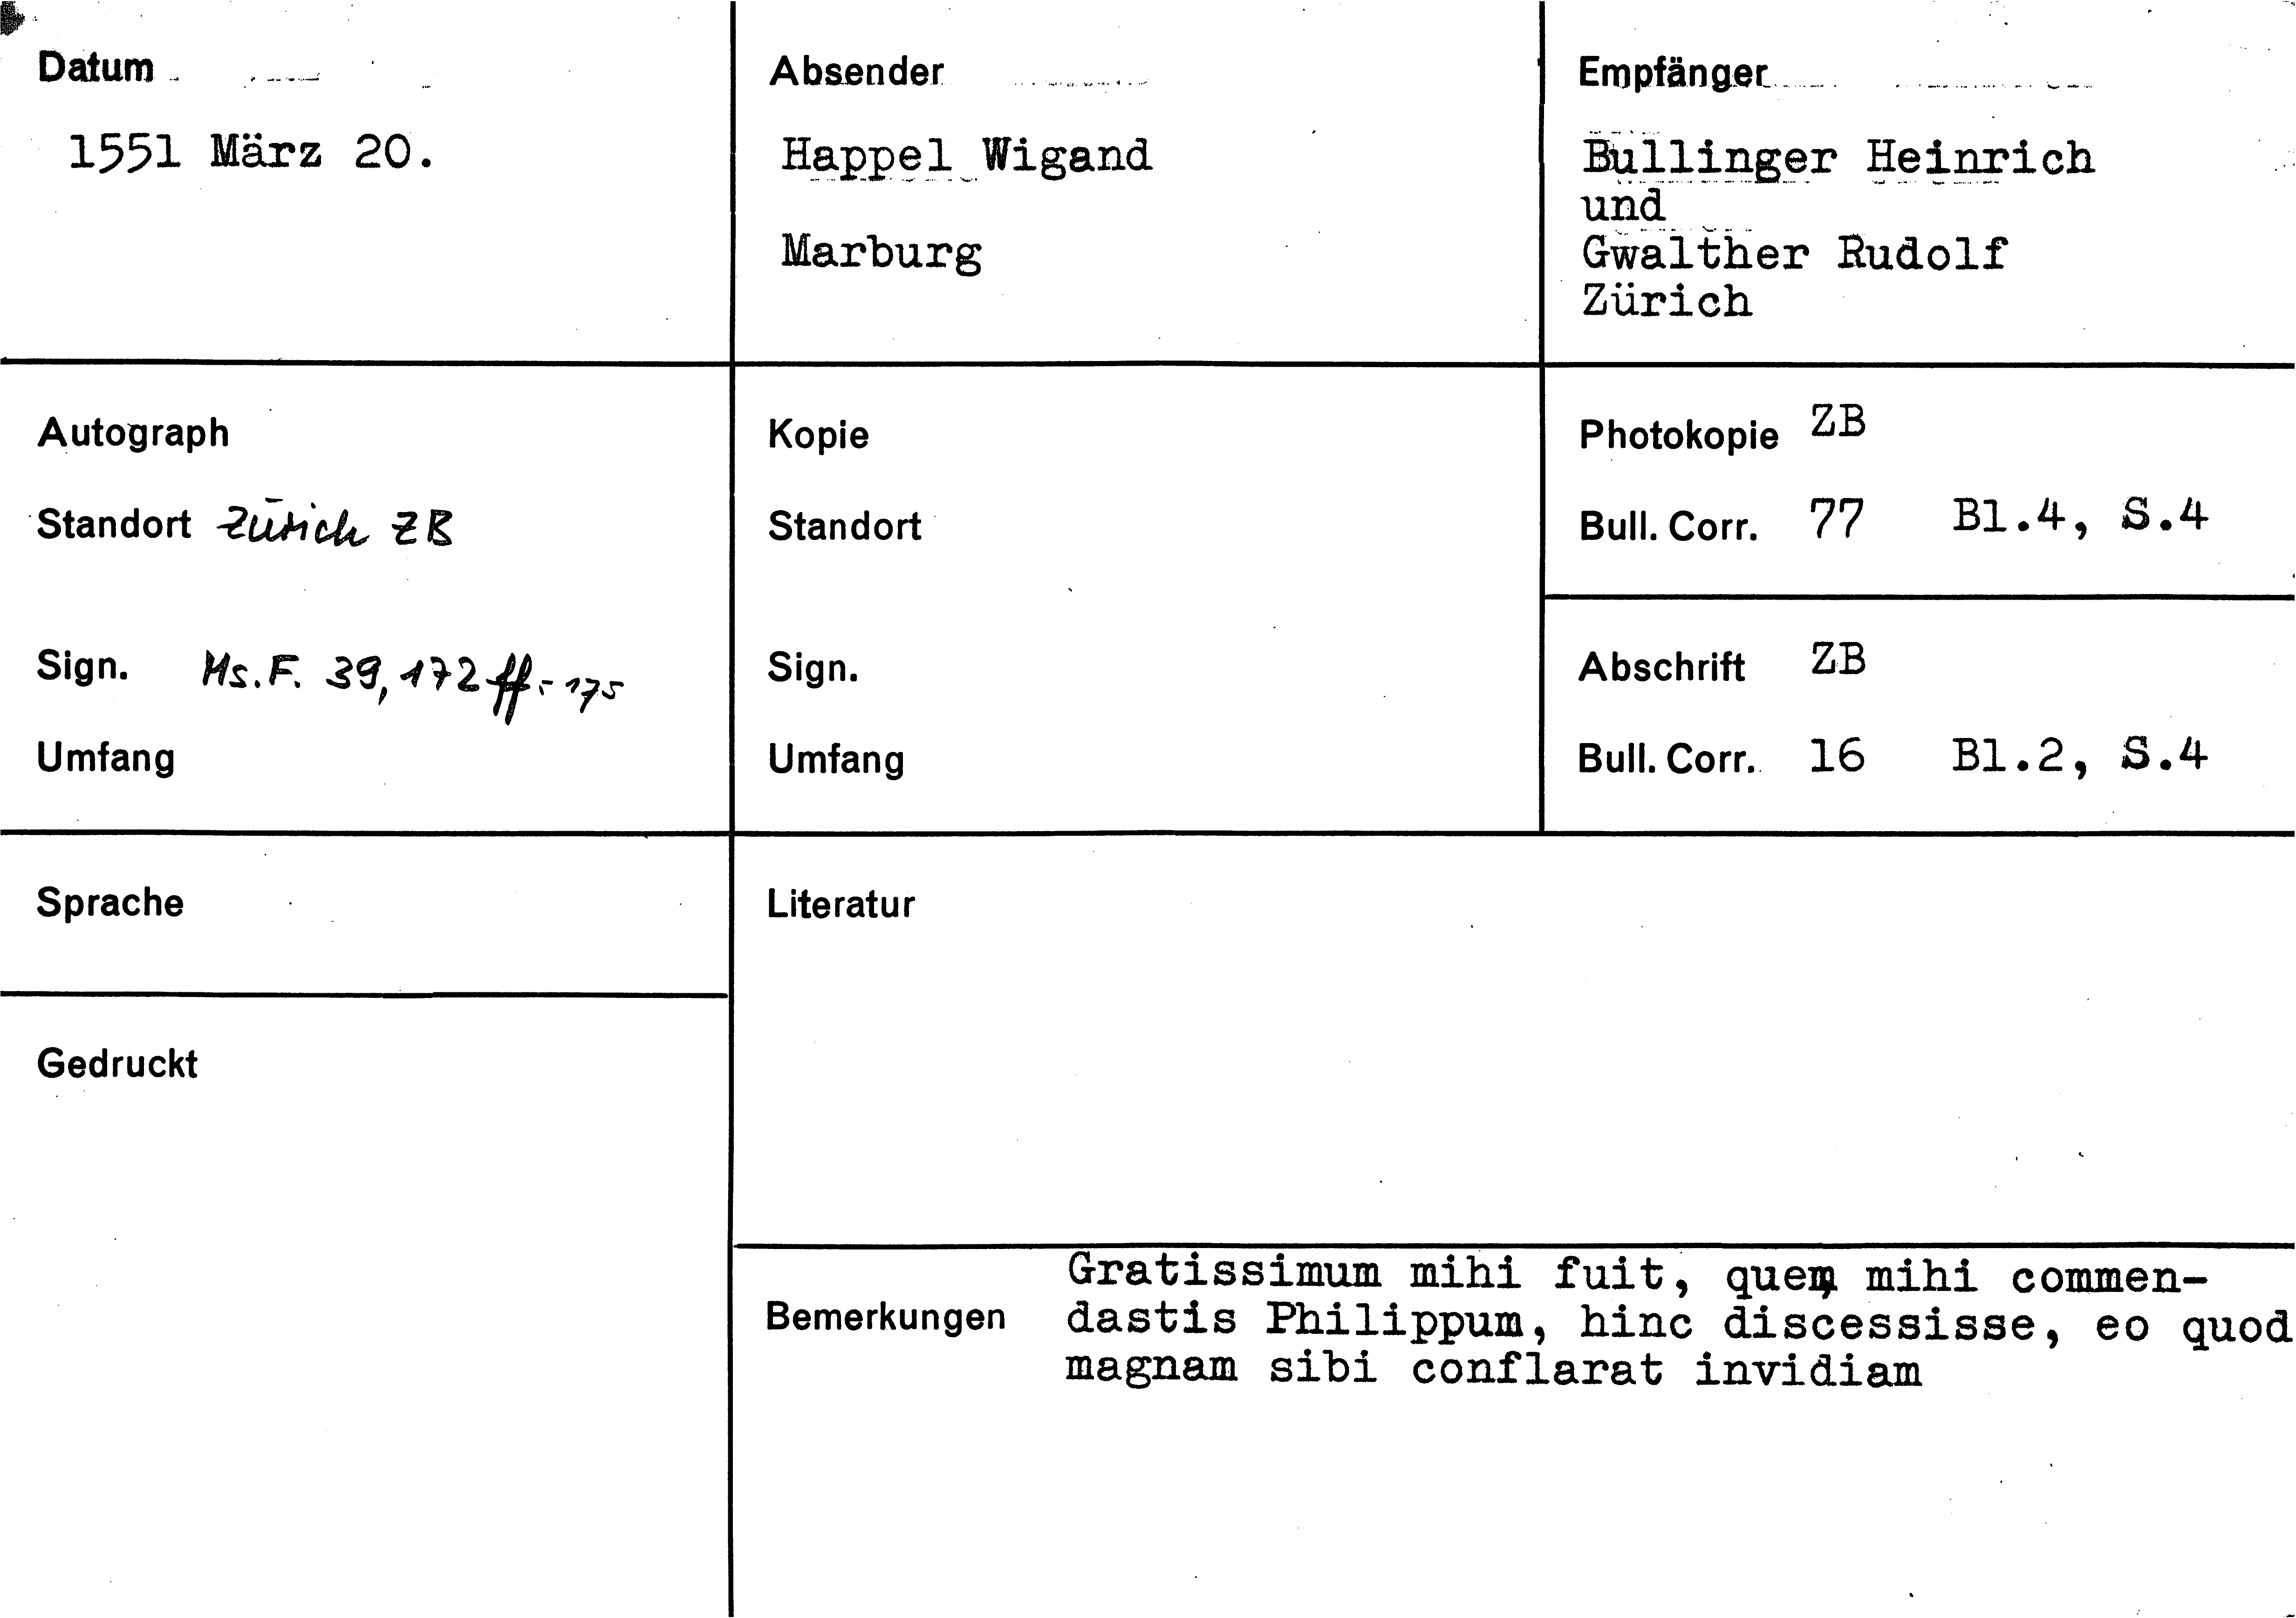 Datum
1551 März 20.
Absender
Happel Wigand
Marburg
Empfänger
Bullinger Heinrich
und
Gwalther Rudolf
Zürich
Autograph
Standort Zürich ZB
Sign. Ms.F. 39,172ff.- 175
Umfang
Kopie
Standort
Sign.
Umfang
Photokopie ZB
Bull. Corr. 77 Bl.4, S.4
Abschrift ZB
Bull. Corr. 16 Bl.2, S.4
Sprache
Gedruckt
Literatur
Bemerkungen
Gratissimum mihi fuit, quem mihi commen-
dastis Philippum, hinc discessisse, eo quod
magnam sibi conflarat invidiam